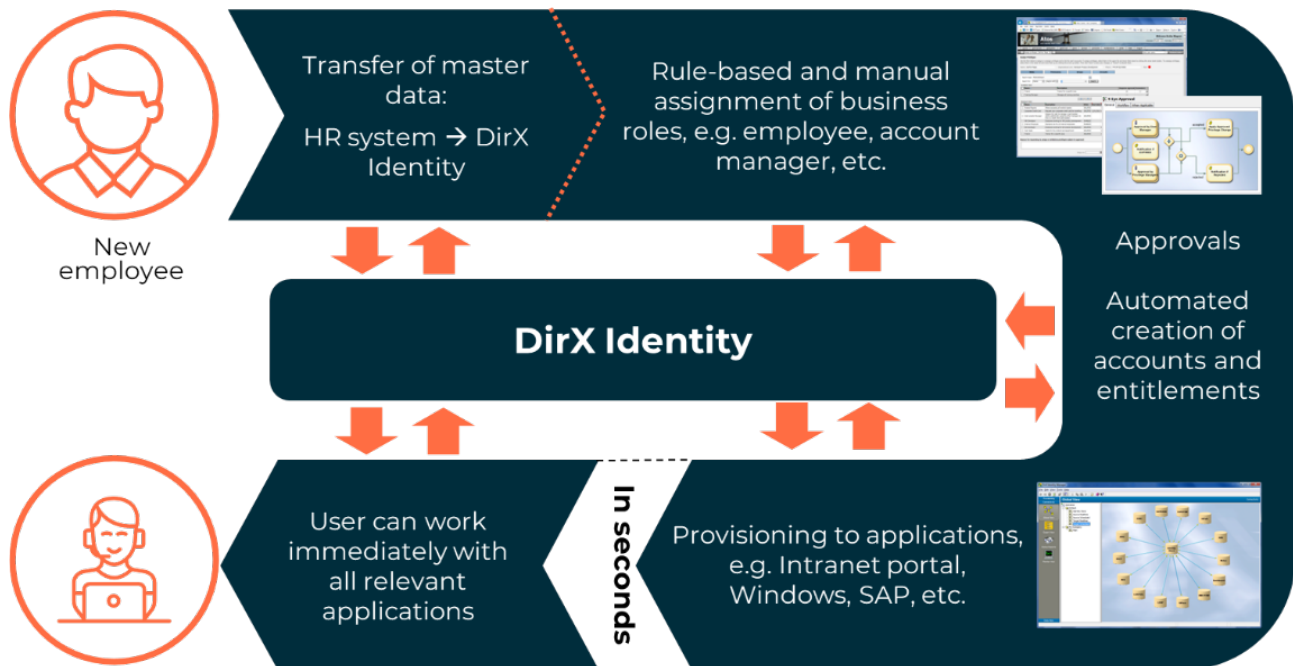 Transfer of master
data:
HR system → DirX
Identity
Rule-based and manual
assignment of business
roles, e.g. employee, account
manager, etc.
New
employee
Approvals
Automated
creation of
accounts and
entitlements
DirX Identity
User can work
immediately with
all relevant
applications
In seconds
Provisioning to applications,
e.g. Intranet portal,
Windows, SAP, etc.